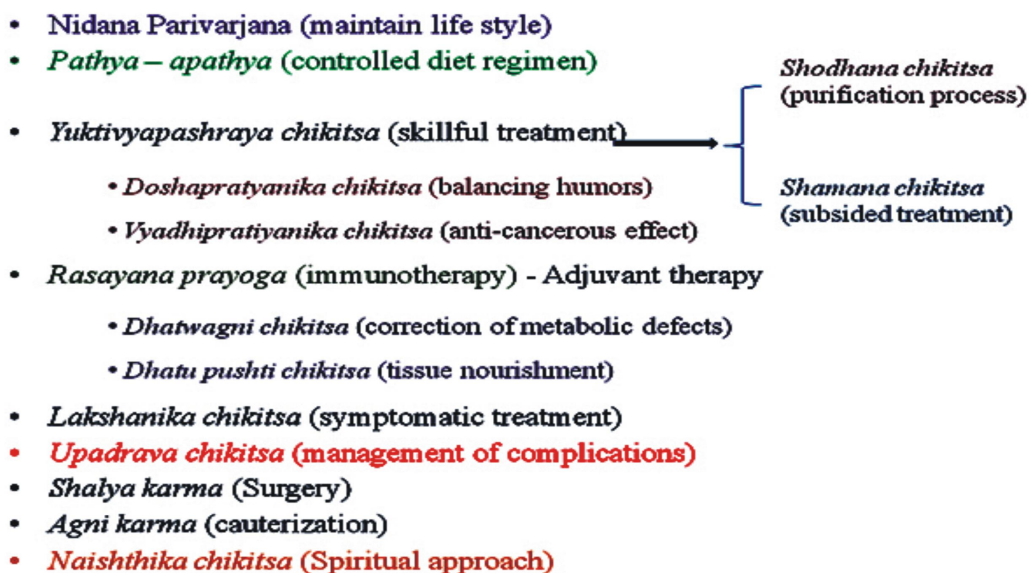 • Nidana Parivarjana (maintain life style)
• Pathya – apathya (controlled diet regimen)
• Yuktivyapashraya chikitsa (skillful treatment)
Shodhana chikitsa
(purification process)
Shamana chikitsa
(subsided treatment)
• Doshapratyanika chikitsa (balancing humors)
• Vyadhipratiyanika chikitsa (anti-cancerous effect)
• Rasayana prayoga (immunotherapy) - Adjuvant therapy
• Dhatwagni chikitsa (correction of metabolic defects)
• Dhatu pushti chikitsa (tissue nourishment)
• Lakshanika chikitsa (symptomatic treatment)
• Upadrava chikitsa (management of complications)
• Shalya karma (Surgery)
• Agni karma (cauterization)
• Naishthika chikitsa (Spiritual approach)